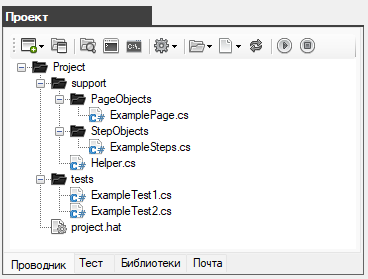 Проект
Project
support
PageObjects
ExamplePage.cs
StepObjects
ExampleSteps.cs
Helper.cs
tests
ExampleTest1.cs
ExampleTest2.cs
project.hat
Проводник Тест Библиотеки Почта